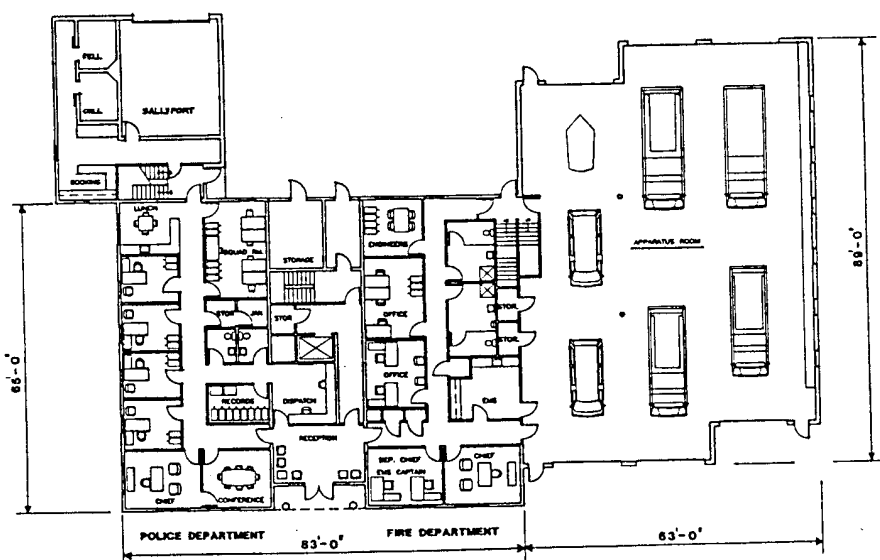 CELL
CELL
SALLYPORT
BOOKING
LUNCH
SQUAD RM.
STORAGE
ENGINEERS
STOR
JAN
STOR
OFFICE
STOR.
STOR.
OFFICE
RECORDS
DISPATCH
EMS
RECEPTION
CHIEF
CONFERENCE
DEP. CHIEF
EMS CAPTAIN
CHIEF
APPARATUS ROOM
65'-0"
89'-0"
POLICE DEPARTMENT
FIRE DEPARTMENT
83'-0"
63'-0"